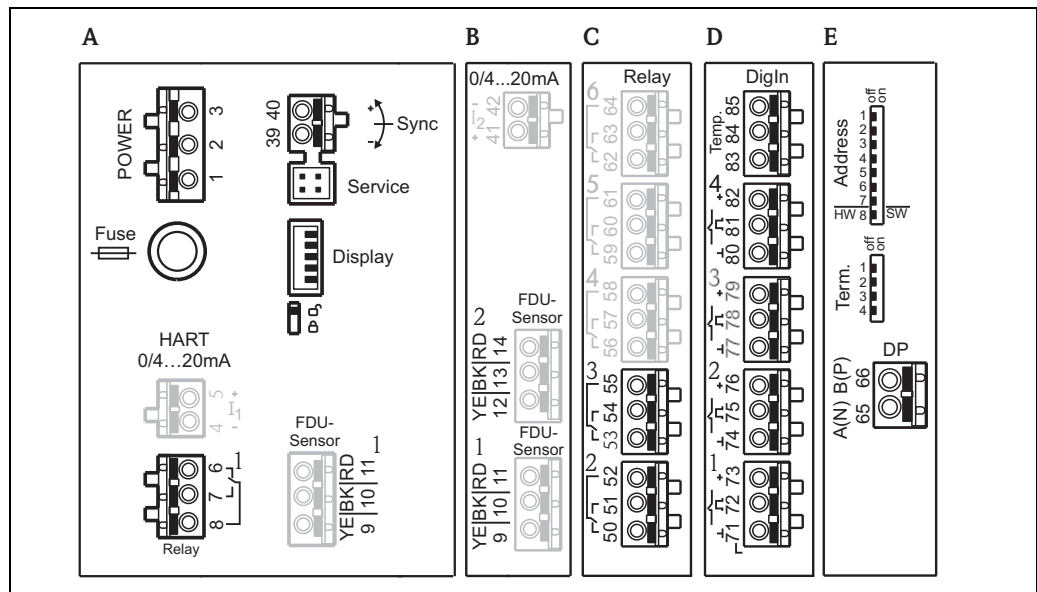 A
POWER
1 2 3
39 40
+ - Sync
Service
Fuse
Display
HART
0/4...20mA
4 5
- +
I1
6
7
8
1
Relay
FDU-
Sensor
1
YE|BK|RD
9 |10| 11
B
0/4...20mA
I2
- +
41 42
2
FDU-
Sensor
YE|BK|RD
12|13| 14
1
FDU-
Sensor
YE|BK|RD
9 |10| 11
C
Relay
6
62 63 64
5
59 60 61
4
56 57 58
3
53 54 55
2
50 51 52
D
DigIn
Temp.
83 84 85
4
+
80 81 82
3
+
77 78 79
2
+
74 75 76
1
+
71 72 73
E
off
on
Address
1
2
3
4
5
6
7
HW 8 SW
off
on
Term.
1
2
3
4
DP
A(N) B(P)
65 66